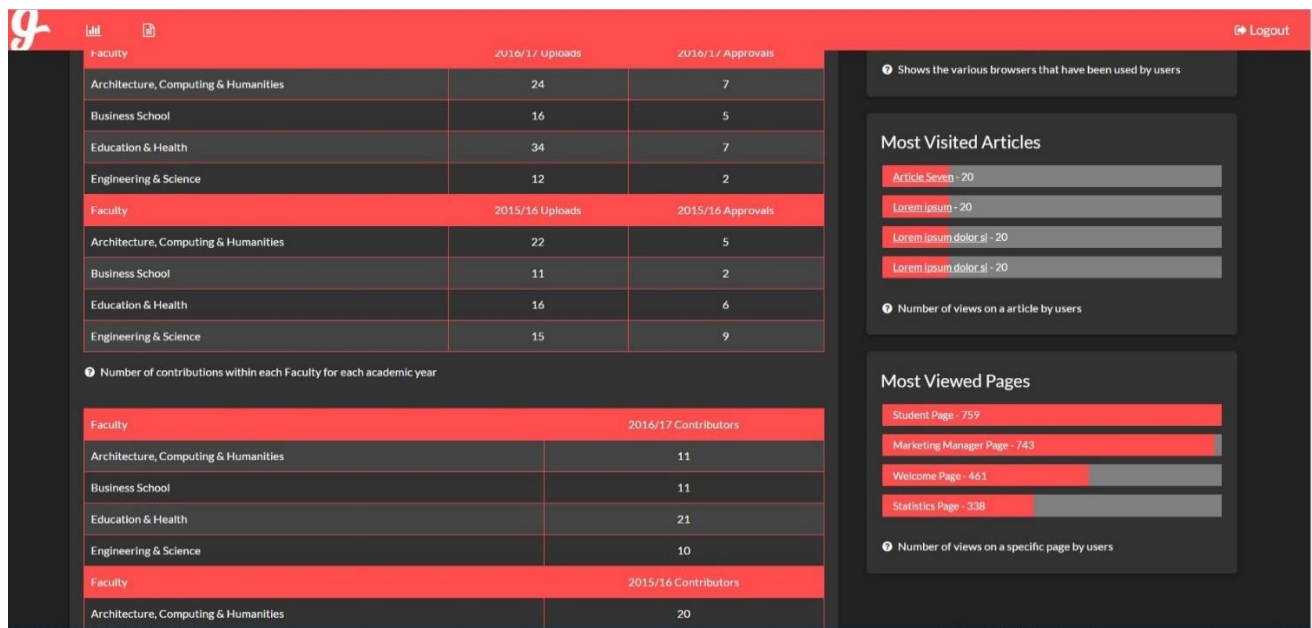 Logout
Faculty 2016/17 Uploads 2016/17 Approvals
Architecture, Computing & Humanities 24 7
Business School 16 5
Education & Health 34 7
Engineering & Science 12 2
Faculty 2015/16 Uploads 2015/16 Approvals
Architecture, Computing & Humanities 22 5
Business School 11 2
Education & Health 16 6
Engineering & Science 15 9
Number of contributions within each Faculty for each academic year
Faculty 2016/17 Contributors
Architecture, Computing & Humanities 11
Business School 11
Education & Health 21
Engineering & Science 10
Faculty 2015/16 Contributors
Architecture, Computing & Humanities 20
Shows the various browsers that have been used by users
Most Visited Articles
Article Seven - 20
Lorem ipsum - 20
Lorem ipsum dolor si - 20
Lorem ipsum dolor si - 20
Number of views on a article by users
Most Viewed Pages
Student Page - 759
Marketing Manager Page - 743
Welcome Page - 461
Statistics Page - 338
Number of views on a specific page by users